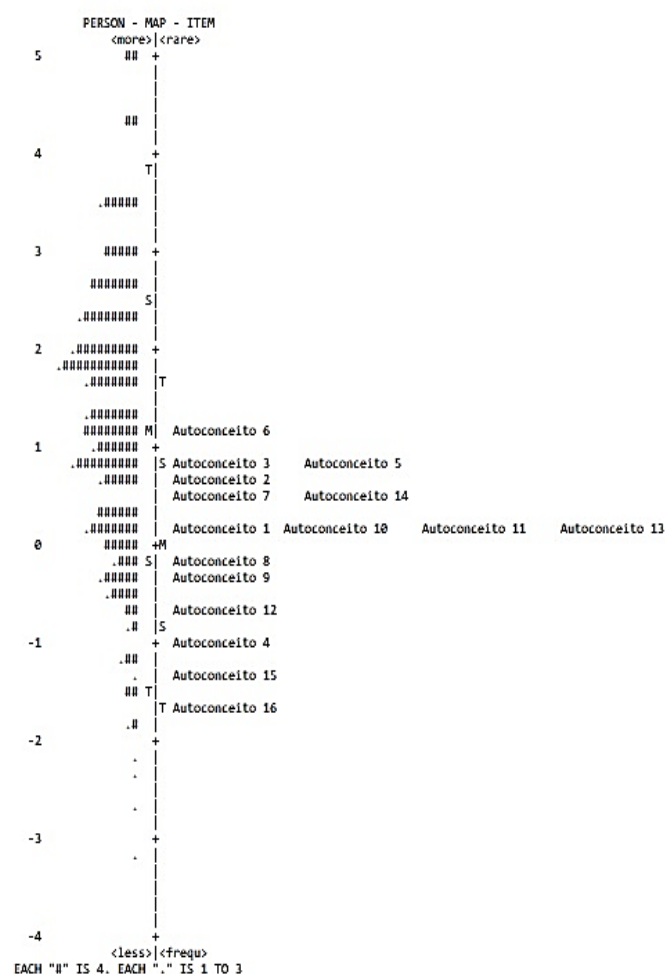 PERSON - MAP - ITEM
<more>|<rare>
5 ## +
## |
4 +
T|
.##### |
3 ##### +
####### |
S|
.######## |
2 .######### +
.########### |
.####### |T
.####### |
######## M| Autoconceito 6
1 .###### +
.######### |S Autoconceito 3 Autoconceito 5
.##### | Autoconceito 2
| Autoconceito 7 Autoconceito 14
###### |
.####### | Autoconceito 1 Autoconceito 10 Autoconceito 11 Autoconceito 13
0 ##### +M
.### S| Autoconceito 8
.##### | Autoconceito 9
.#### |
## | Autoconceito 12
.# |S
-1 + Autoconceito 4
.## |
. | Autoconceito 15
## T|
|T Autoconceito 16
.# |
-2 +
. |
. |
. |
-3 +
. |
-4 +
<less>|<frequ>
EACH "#" IS 4. EACH "." IS 1 TO 3